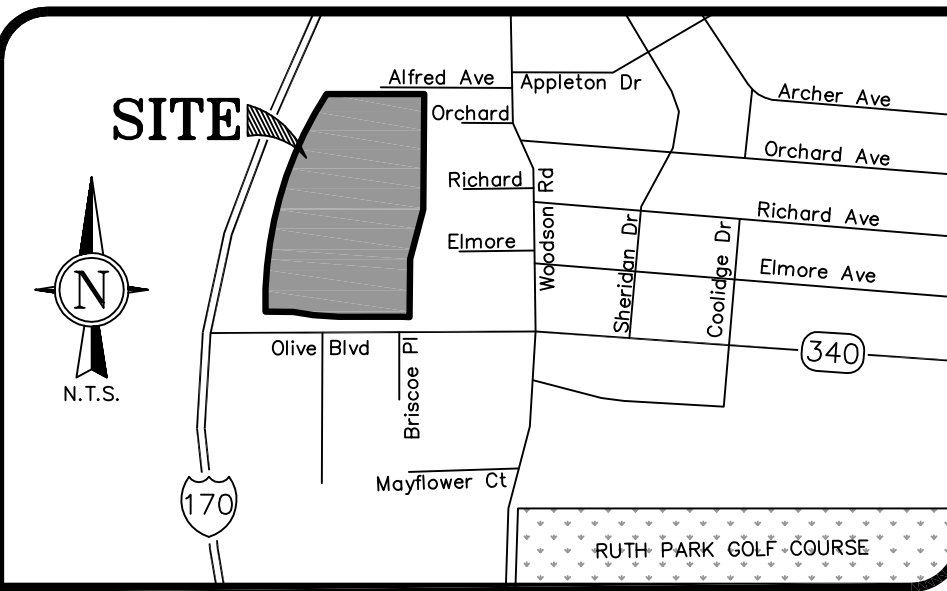 Alfred Ave
Appleton Dr
Archer Ave
SITE
Orchard
Orchard Ave
Richard
Woodson Rd
Richard Ave
Elmore
Sheridan Dr
Coolidge Dr
Elmore Ave
N
N.T.S.
Olive Blvd
Briscoe Pl
340
Mayflower Ct
170
RUTH PARK GOLF COURSE